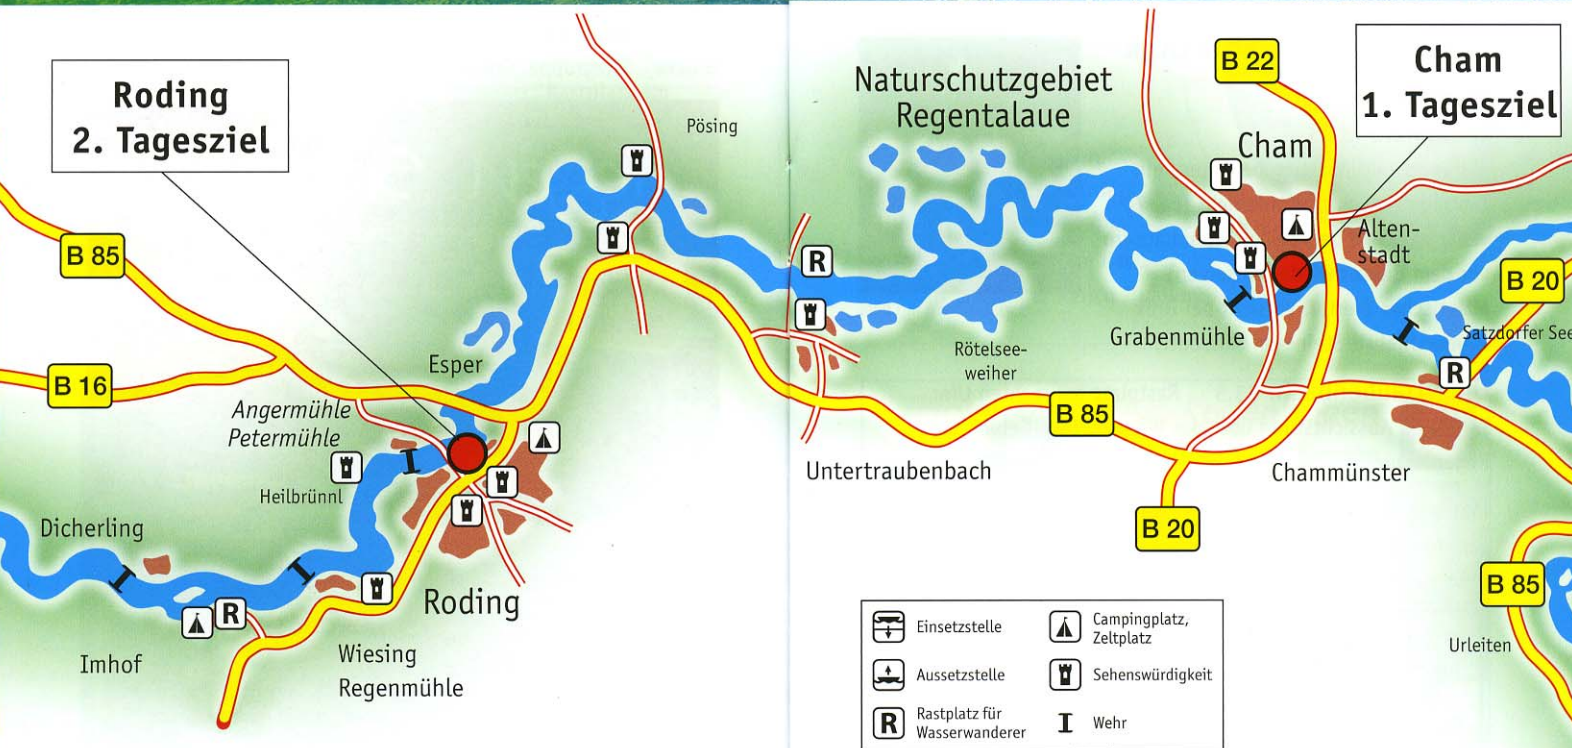 Roding
2. Tagesziel
Cham
1. Tagesziel
B 22
Naturschutzgebiet
Regentalaue
Cham
Pösing
Alten-
stadt
B 85
R
B 20
Grabenmühle
Satzdorfer See
Rötelsee-
weiher
Esper
B 16
R
Angermühle
Petermühle
B 85
Heilbrünnl
Untertraubenbach
Chammünster
Dicherling
B 20
B 85
Roding
R
Imhof
Wiesing
Regenmühle
Urleiten
Einsetzstelle
Campingplatz,
Zeltplatz
Aussetzstelle
Sehenswürdigkeit
R
Rastplatz für
Wasserwanderer
Wehr